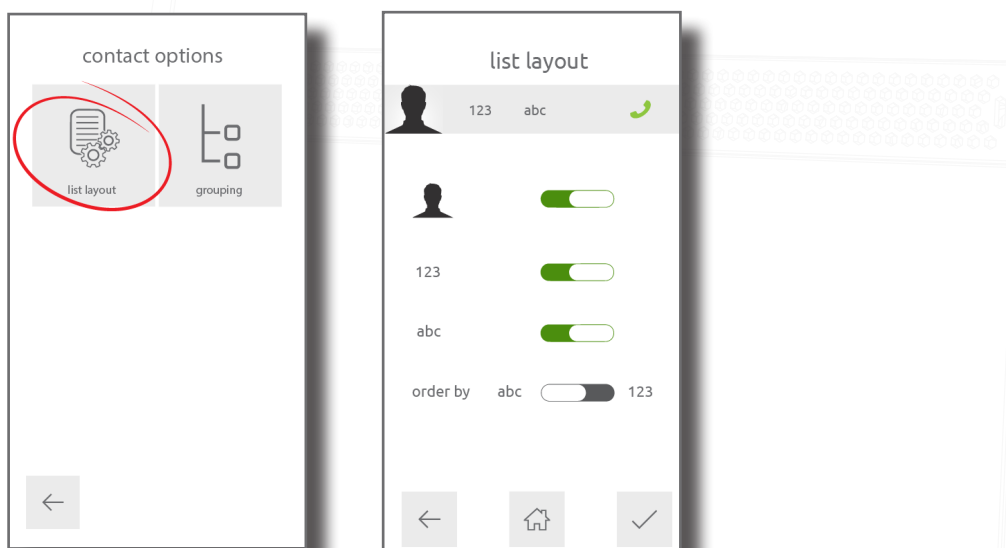 contact options
list layout
grouping
list layout
123 abc
123
abc
order by abc 123